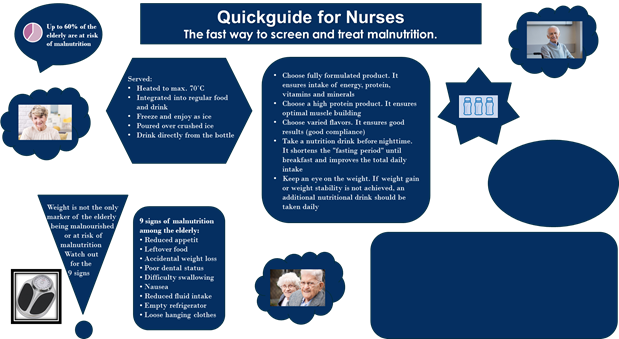 Quickguide for Nurses
The fast way to screen and treat malnutrition.
Up to 60% of the
elderly are at risk
of malnutrition
Served:
• Heated to max. 70°C
• Integrated into regular food
and drink
• Freeze and enjoy as ice
• Poured over crushed ice
• Drink directly from the bottle
• Choose fully formulated product. It
ensures intake of energy, protein,
vitamins and minerals
• Choose a high protein product. It ensures
optimal muscle building
• Choose varied flavors. It ensures good
results (good compliance)
• Take a nutrition drink before nighttime.
It shortens the "fasting period" until
breakfast and improves the total daily
intake
• Keep an eye on the weight. If weight gain
or weight stability is not achieved, an
additional nutritional drink should be
taken daily
Weight is not the only
marker of the elderly
being malnourished
or at risk of
malnutrition
Watch out
for the
9 signs
9 signs of malnutrition
among the elderly:
• Reduced appetit
• Leftover food
• Accidental weight loss
• Poor dental status
• Difficulty swallowing
• Nausea
• Reduced fluid intake
• Empty refrigerator
• Loose hanging clothes